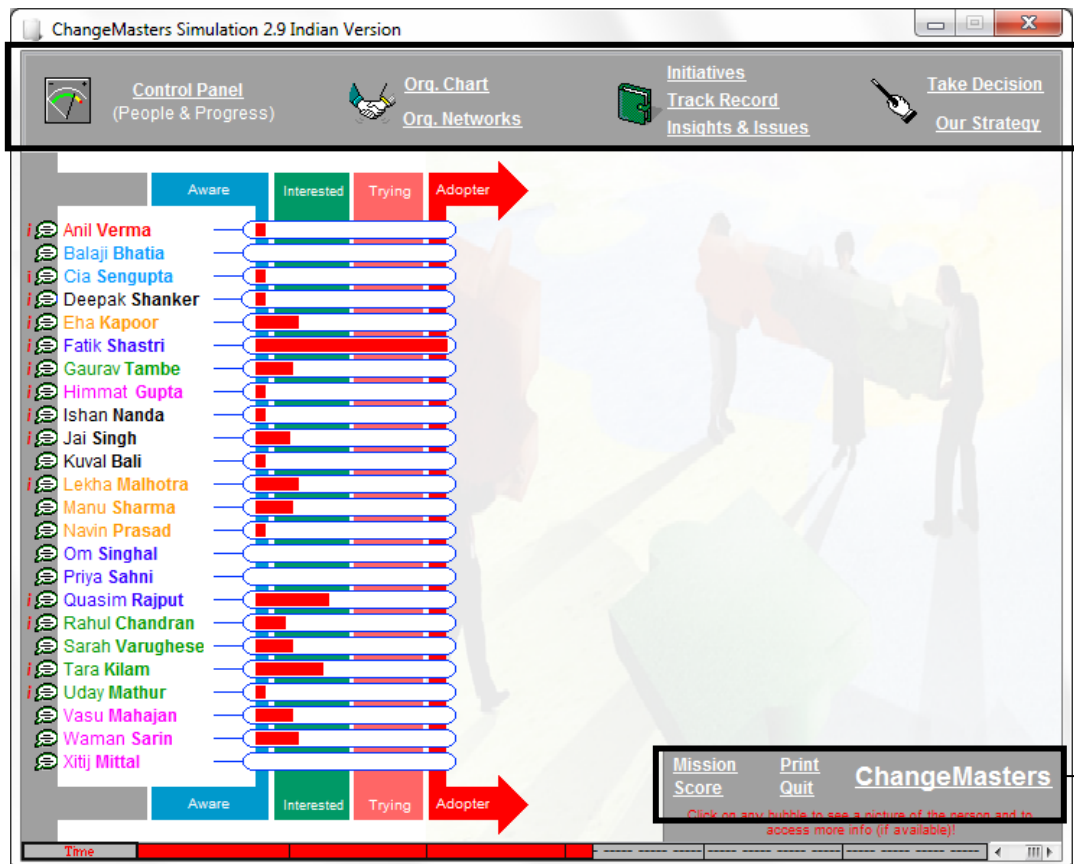 ChangeMasters Simulation 2.9 Indian Version
Control Panel
(People & Progress)
Org. Chart
Org. Networks
Initiatives
Track Record
Insights & Issues
Take Decision
Our Strategy
Aware Interested Trying Adopter
i Anil Verma
Balaji Bhatia
i Cia Sengupta
i Deepak Shanker
i Eha Kapoor
i Fatik Shastri
i Gaurav Tambe
i Himmat Gupta
i Ishan Nanda
i Jai Singh
Kuval Bali
i Lekha Malhotra
Manu Sharma
Navin Prasad
Om Singhal
Priya Sahni
i Quasim Rajput
i Rahul Chandran
Sarah Varughese
i Tara Kilam
i Uday Mathur
Vasu Mahajan
Waman Sarin
Xitij Mittal
Aware Interested Trying Adopter
Mission Print
Score Quit
ChangeMasters
Click on any bubble to see a picture of the person and to
access more info (if available)!
Time